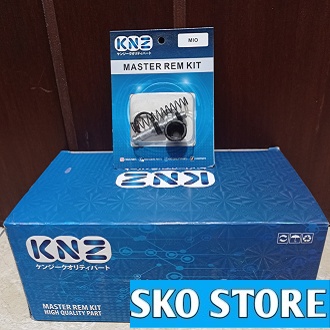 KNZ
ケンジークオリティパート
MIO
MASTER REM KIT
KNZ
KNZ
ケンジークオリティパート
MASTER REM KIT
HIGH QUALITY PART
SKO STORE